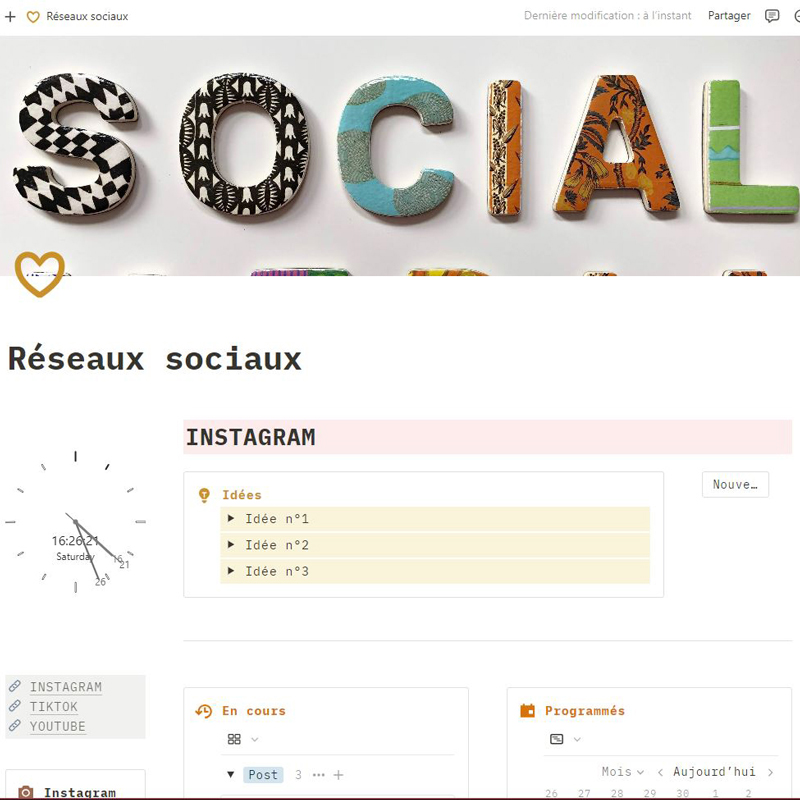 Réseaux sociaux
Dernière modification : à l'instant
Partager
SOCIAL
Réseaux sociaux
INSTAGRAM
Idées
Nouve…
Idée n°1
Idée n°2
Idée n°3
16:26:21
Saturday
16
21
26
INSTAGRAM
TIKTOK
YOUTUBE
En cours
Programmés
Post 3
Mois
Aujourd'hui
26 27 28 29 30 1 2
Instagram